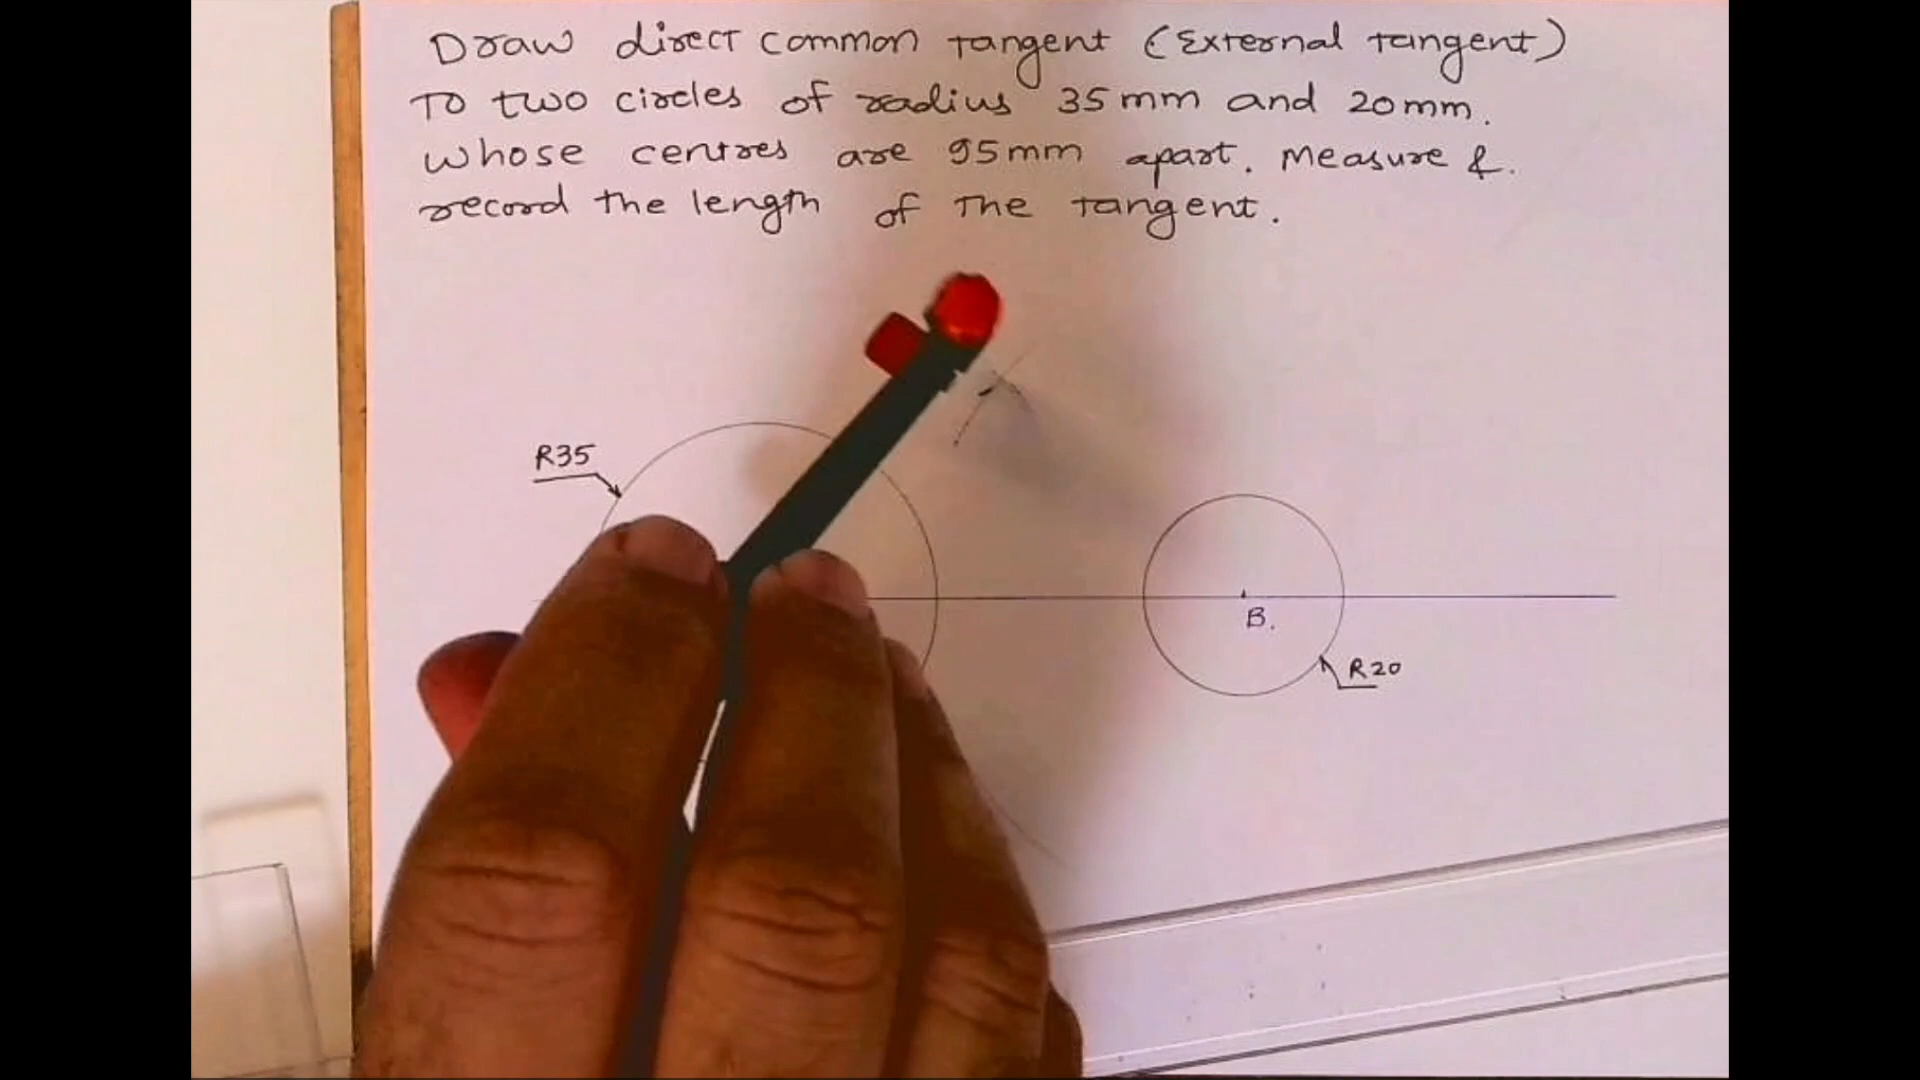 Draw direct common tangent (External tangent)
To two circles of radius 35mm and 20mm.
Whose centres are 95mm apart. Measure &.
record the length of the tangent.
R35
B.
R20